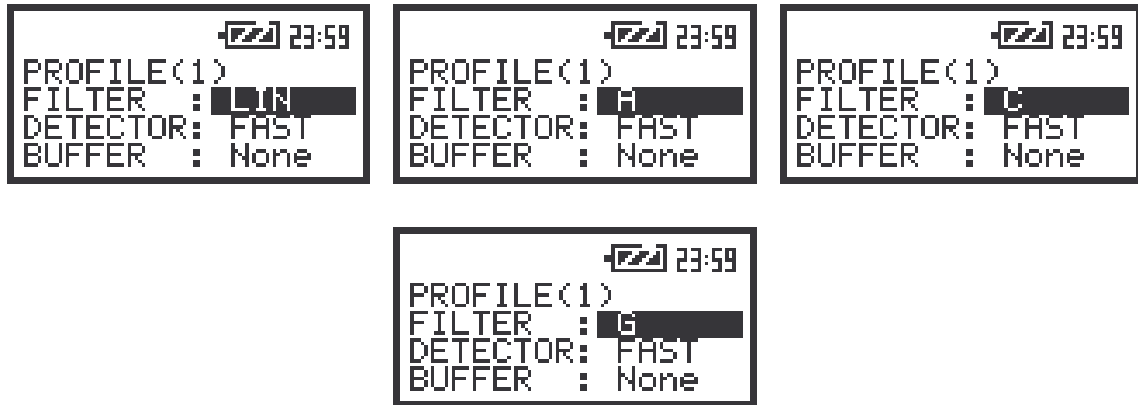 23:59
PROFILE(1)
FILTER : LIN
DETECTOR: FAST
BUFFER : None
23:59
PROFILE(1)
FILTER : A
DETECTOR: FAST
BUFFER : None
23:59
PROFILE(1)
FILTER : C
DETECTOR: FAST
BUFFER : None
23:59
PROFILE(1)
FILTER : G
DETECTOR: FAST
BUFFER : None